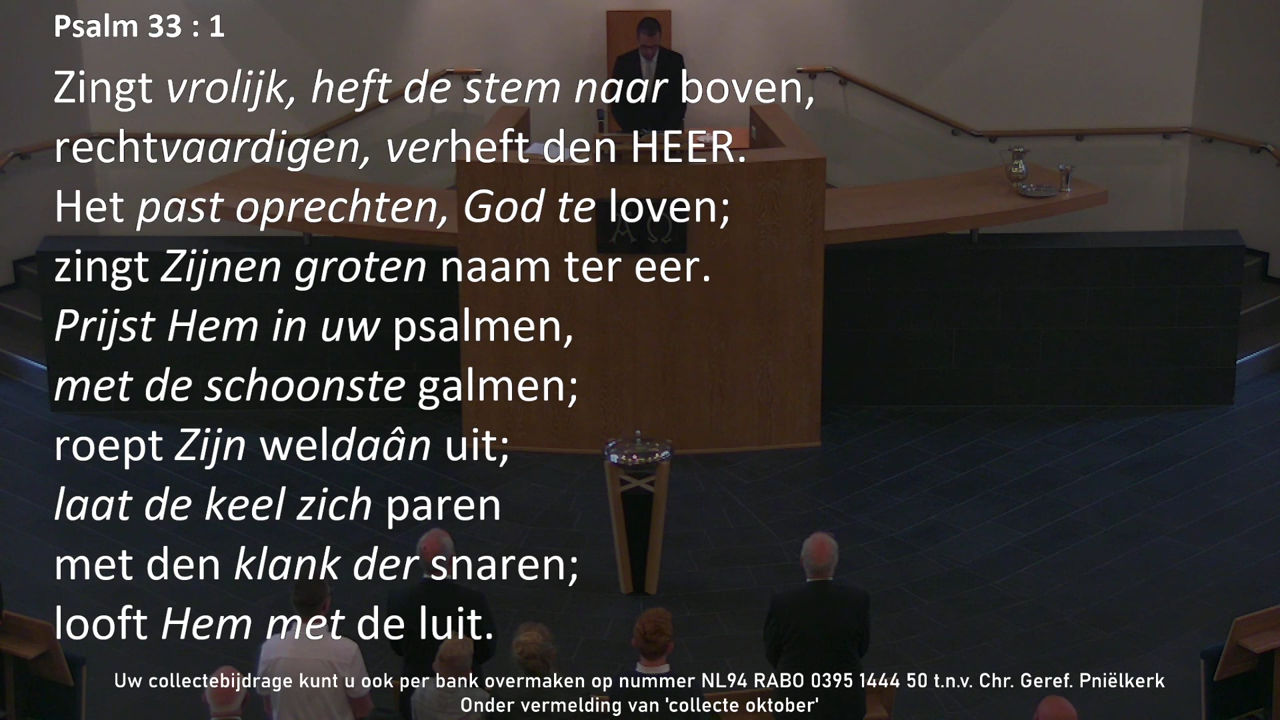 Psalm 33 : 1
Zingt vrolijk, heft de stem naar boven,
rechtvaardigen, verheft den HEER.
Het past oprechten, God te loven;
zingt Zijnen groten naam ter eer.
Prijst Hem in uw psalmen,
met de schoonste galmen;
roept Zijn weldaân uit;
laat de keel zich paren
met den klank der snaren;
looft Hem met de luit.
ΑΩ
Uw collectebijdrage kunt u ook per bank overmaken op nummer NL94 RABO 0395 1444 50 t.n.v. Chr. Geref. Pniëlkerk
Onder vermelding van 'collecte oktober'